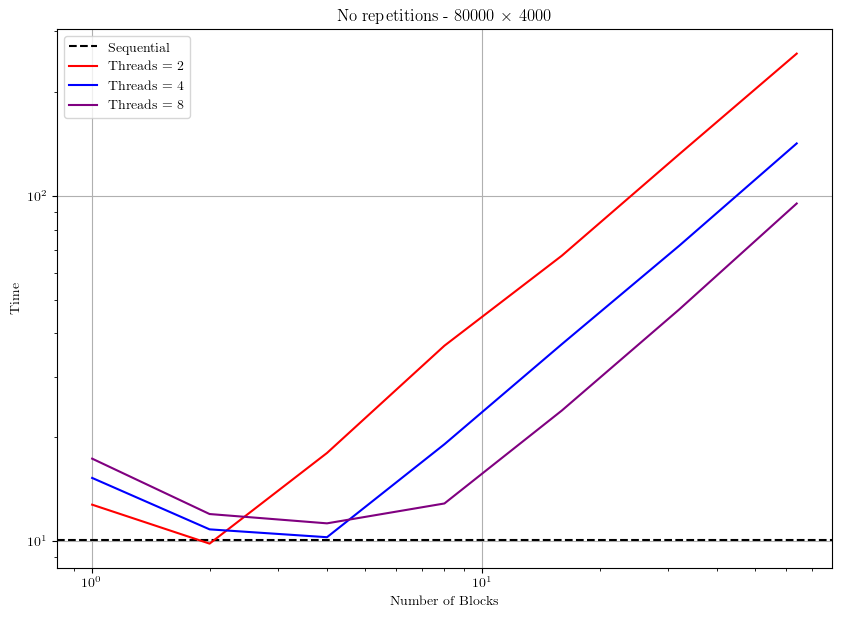 No repetitions - 80000 × 4000
Sequential
Threads = 2
Threads = 4
Threads = 8
Time
10²
10¹
10⁰
10¹
Number of Blocks